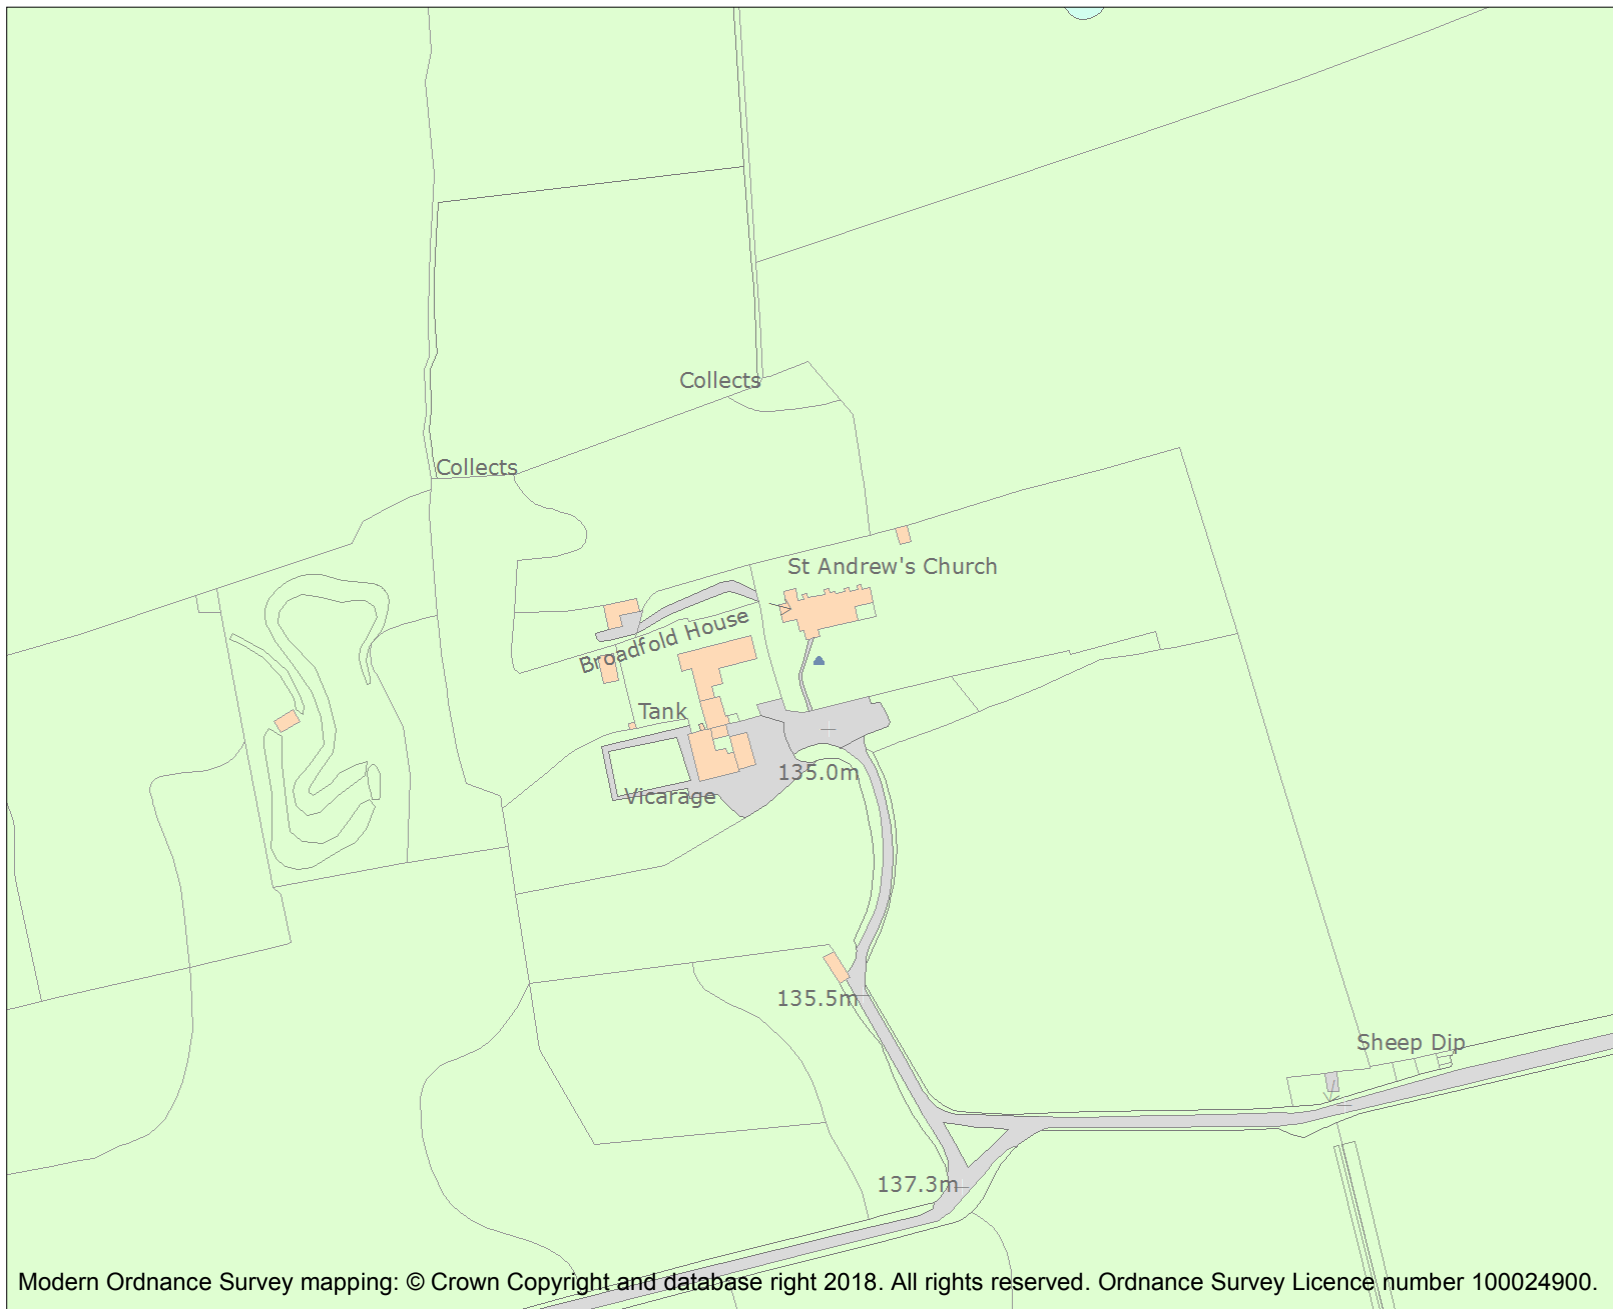 Collects
Collects
St Andrew's Church
Broadfold House
Tank
135.0m
Vicarage
135.5m
Sheep Dip
137.3m
Modern Ordnance Survey mapping: © Crown Copyright and database right 2018. All rights reserved. Ordnance Survey Licence number 100024900.